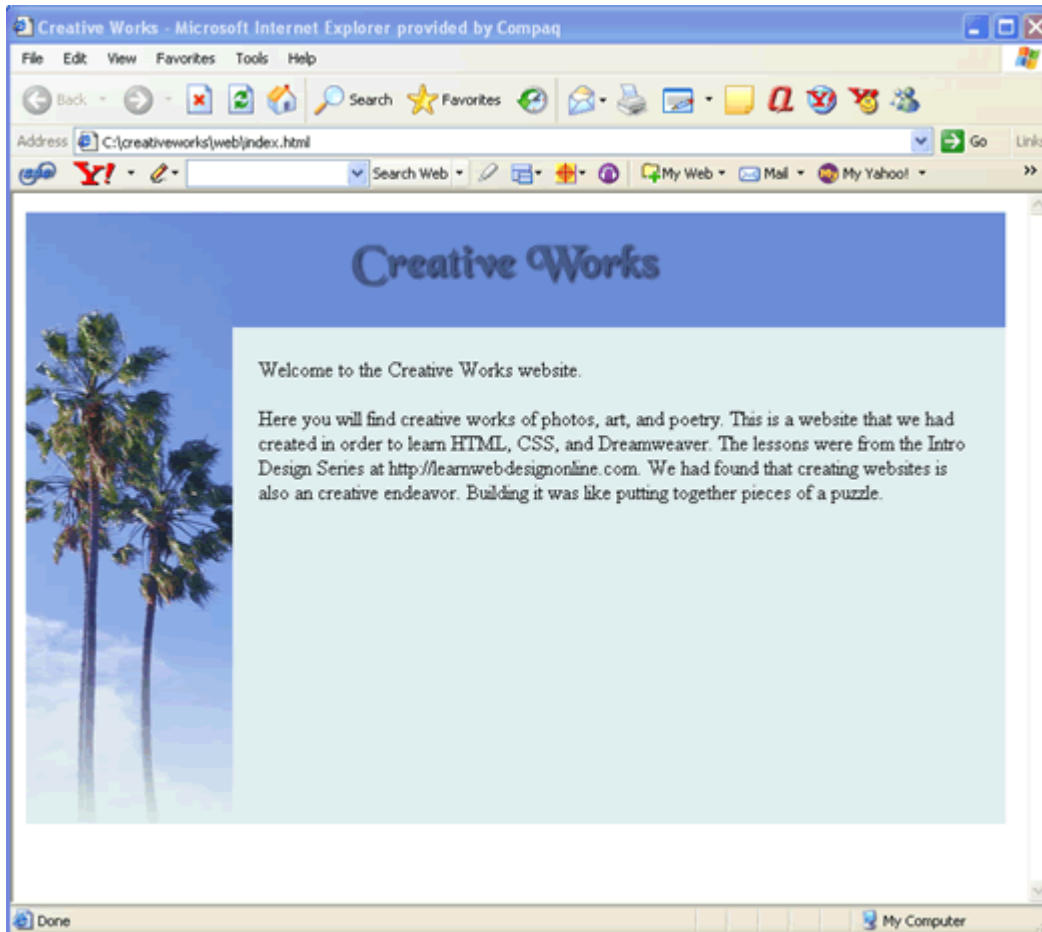 Creative Works - Microsoft Internet Explorer provided by Compaq
File Edit View Favorites Tools Help
Back Search Favorites
Address C:\creativeworks\web\index.html Go Links
Y! Search Web My Web Mail My Yahoo! »
Creative Works
Welcome to the Creative Works website.
Here you will find creative works of photos, art, and poetry. This is a website that we had
created in order to learn HTML, CSS, and Dreamweaver. The lessons were from the Intro
Design Series at http://learnwebdesignonline.com. We had found that creating websites is
also an creative endeavor. Building it was like putting together pieces of a puzzle.
Done My Computer